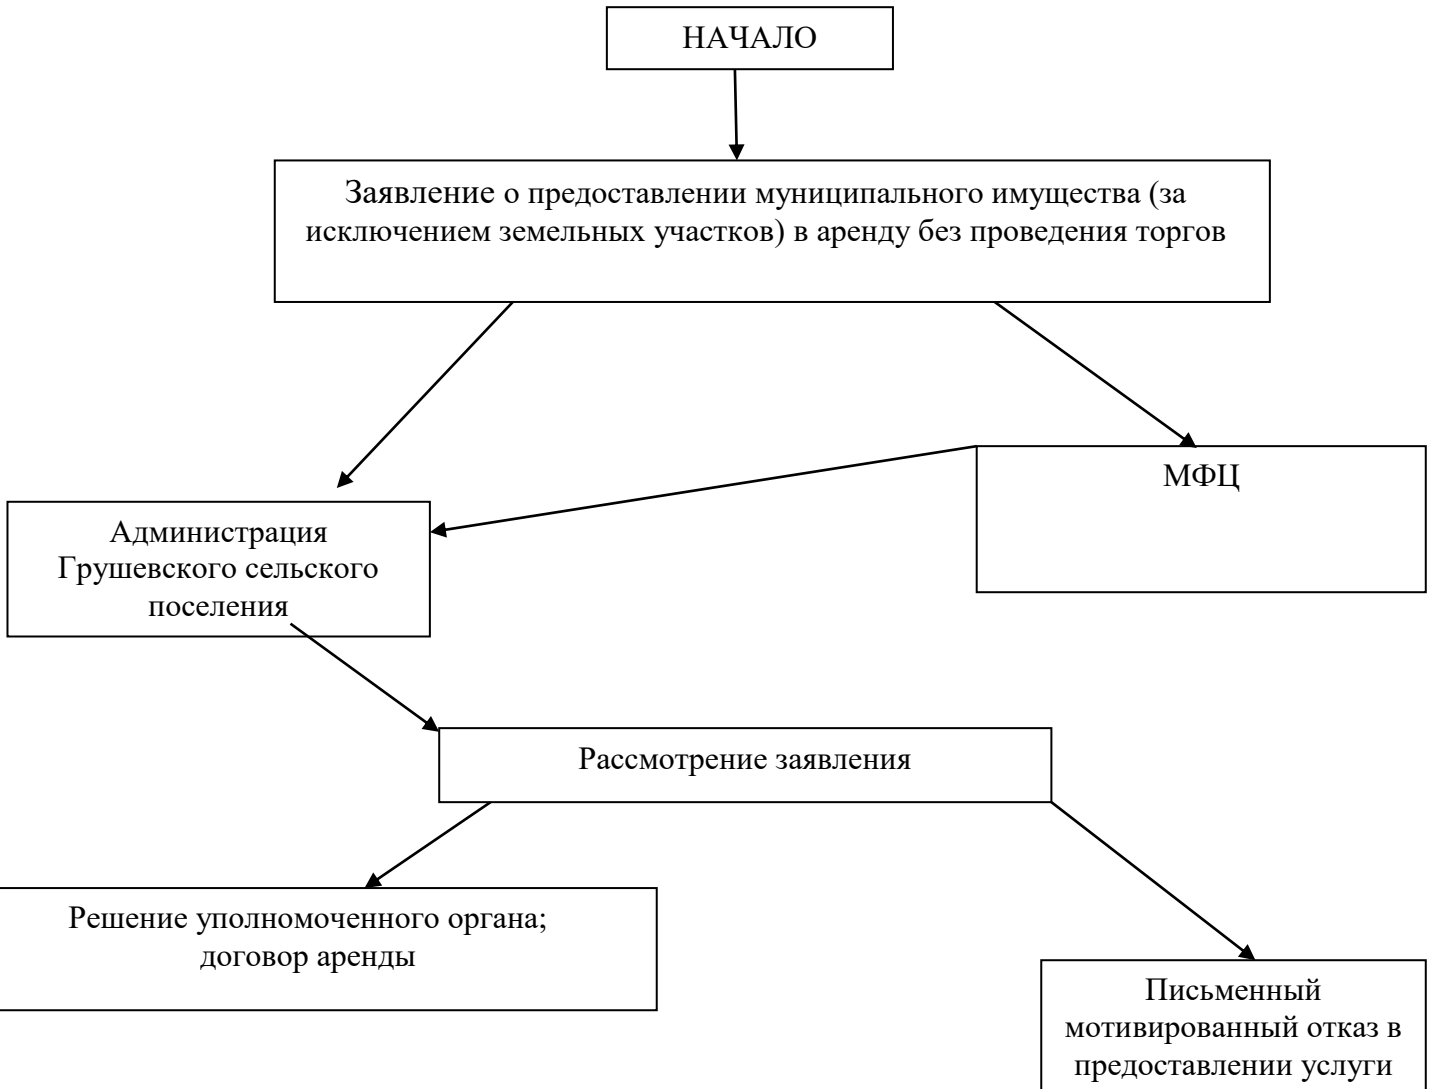 НАЧАЛО
Заявление о предоставлении муниципального имущества (за
исключением земельных участков) в аренду без проведения торгов
МФЦ
Администрация
Грушевского сельского
поселения
Рассмотрение заявления
Решение уполномоченного органа;
договор аренды
Письменный
мотивированный отказ в
предоставлении услуги